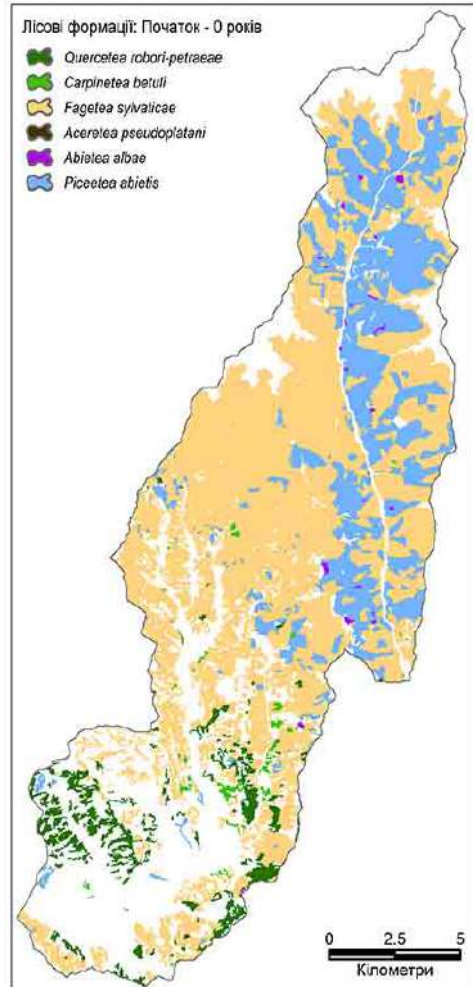 Лісові формації: Початок - 0 років
Quercetea robori-petraeae
Carpinetea betuli
Fagetea sylvaticae
Aceretea pseudoplatani
Abietea albae
Piceetea abietis
0 2.5 5
Кілометри